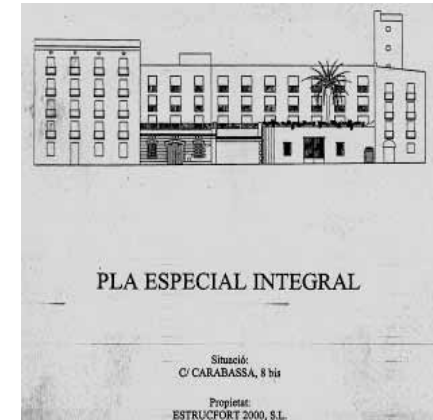 PLA ESPECIAL INTEGRAL
Situació:
C/ CARABASSA, 8 bis
Propietat:
ESTRUCFORT 2000, S.L.